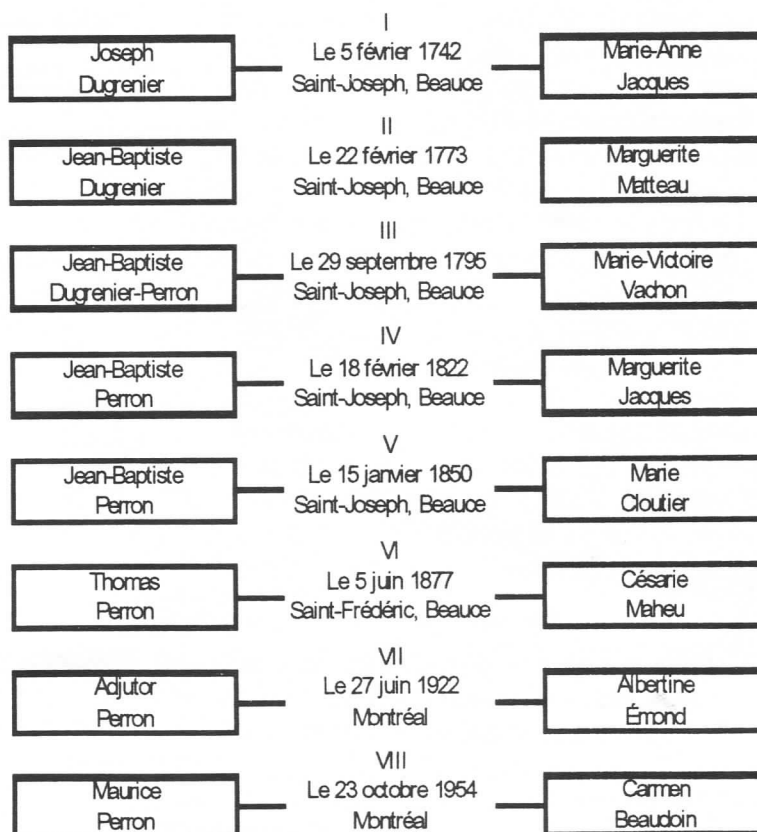 I
Joseph
Dugrenier
Le 5 février 1742
Saint-Joseph, Beauce
Marie-Anne
Jacques
II
Jean-Baptiste
Dugrenier
Le 22 février 1773
Saint-Joseph, Beauce
Marguerite
Matteau
III
Jean-Baptiste
Dugrenier-Perron
Le 29 septembre 1795
Saint-Joseph, Beauce
Marie-Victoire
Vachon
IV
Jean-Baptiste
Perron
Le 18 février 1822
Saint-Joseph, Beauce
Marguerite
Jacques
V
Jean-Baptiste
Perron
Le 15 janvier 1850
Saint-Joseph, Beauce
Marie
Cloutier
VI
Thomas
Perron
Le 5 juin 1877
Saint-Frédéric, Beauce
Césarie
Maheu
VII
Adjutor
Perron
Le 27 juin 1922
Montréal
Albertine
Émond
VIII
Maurice
Perron
Le 23 octobre 1954
Montréal
Carmen
Beaudoin